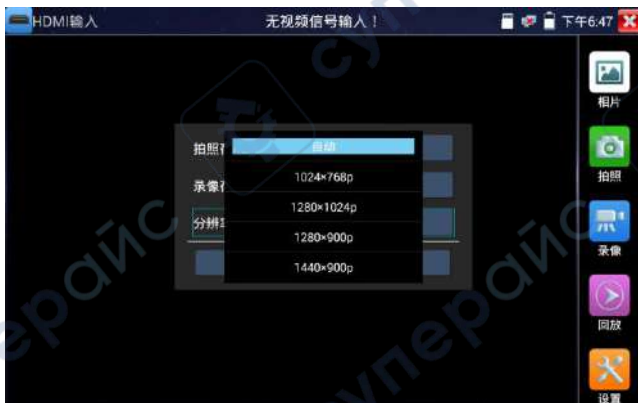 HDMI输入
无视频信号输入！
下午6:47
相片
拍照
拍照
自动
1024×768p
录像
1280×1024p
分辨
1280×900p
录像
1440×900p
回放
设置
суперайс